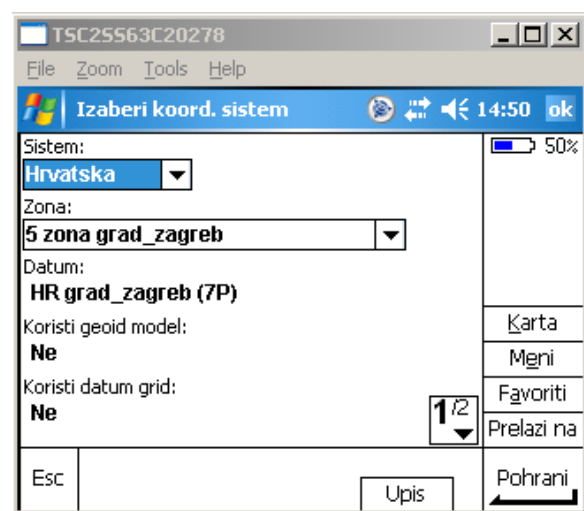 TSC2SS63C20278
File Zoom Tools Help
Izaberi koord. sistem 14:50 ok
Sistem:
50%
Hrvatska
Zona:
5 zona grad_zagreb
Datum:
HR grad_zagreb (7P)
Koristi geoid model:
Karta
Ne
Meni
Koristi datum grid:
Favoriti
Ne
1/2
Prelazi na
Esc
Upis
Pohrani